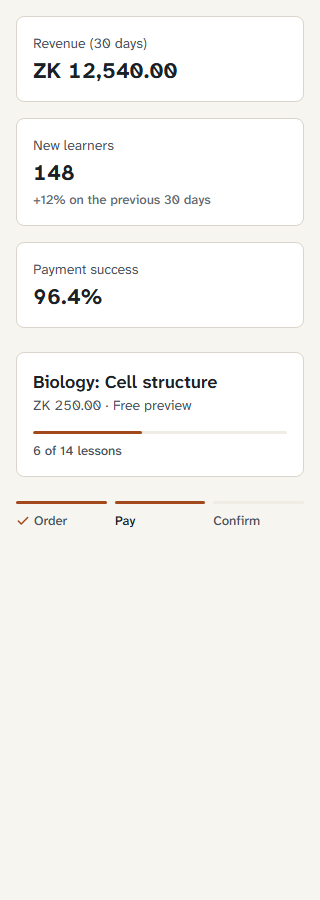 Revenue (30 days)
ZK 12,540.00
New learners
148
+12% on the previous 30 days
Payment success
96.4%
Biology: Cell structure
ZK 250.00 · Free preview
6 of 14 lessons
Order
Pay
Confirm